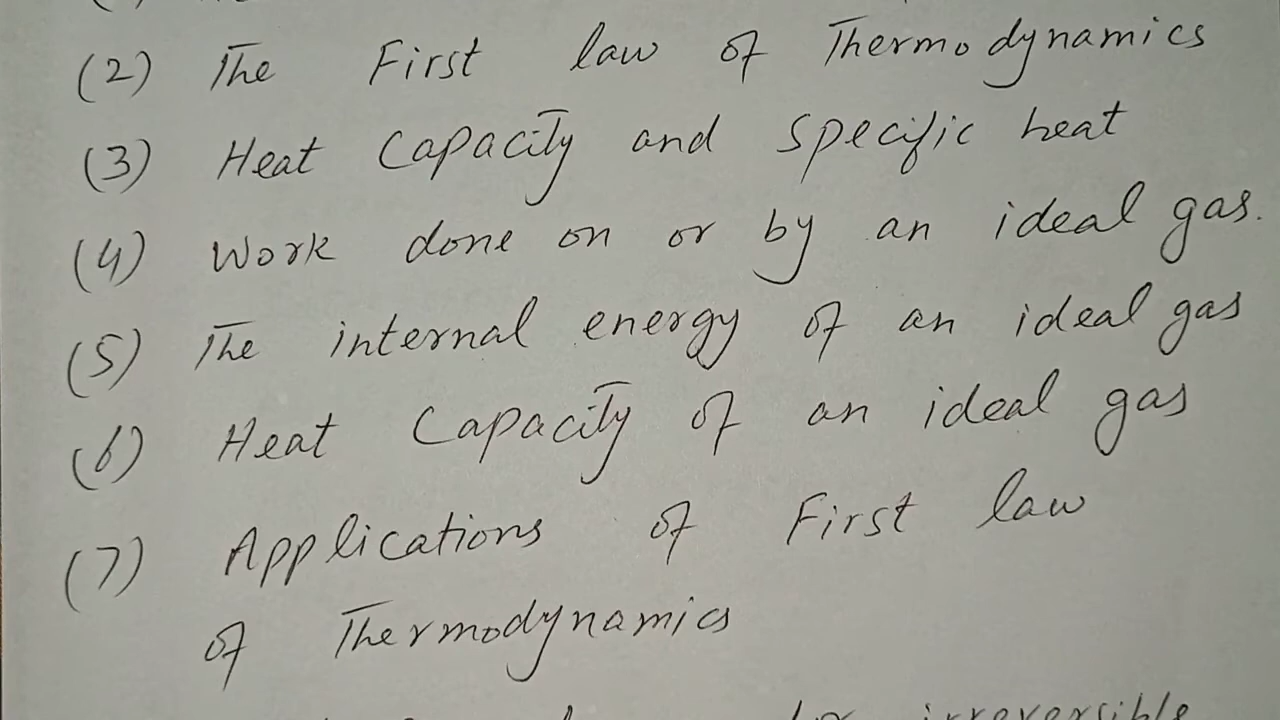 (2) The First law of Thermodynamics
(3) Heat Capacity and Specific heat
(4) Work done on or by an ideal gas.
(5) The internal energy of an ideal gas
(6) Heat Capacity of an ideal gas
(7) Applications of First law
of Thermodynamics
irreversible